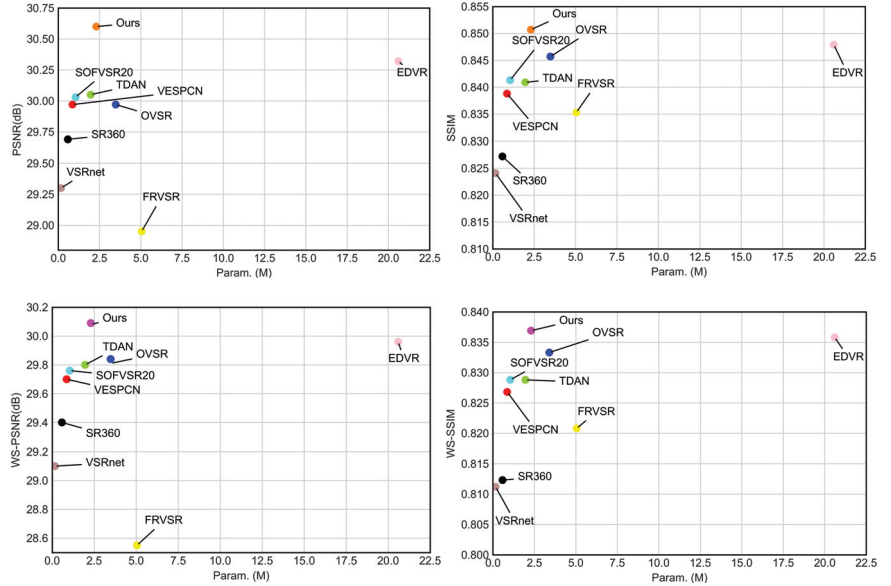 30.75
30.50
30.25
30.00
29.75
29.50
29.25
29.00
PSNR(dB)
Ours
EDVR
SOFVSR20
TDAN
VESPCN
OVSR
SR360
VSRnet
FRVSR
0.0 2.5 5.0 7.5 10.0 12.5 15.0 17.5 20.0 22.5
Param. (M)
0.855
0.850
0.845
0.840
0.835
0.830
0.825
0.820
0.815
0.810
SSIM
Ours
OVSR
SOFVSR20
EDVR
TDAN
FRVSR
VESPCN
SR360
VSRnet
0.0 2.5 5.0 7.5 10.0 12.5 15.0 17.5 20.0 22.5
Param. (M)
30.2
30.0
29.8
29.6
29.4
29.2
29.0
28.8
28.6
WS-PSNR(dB)
Ours
TDAN
OVSR
EDVR
SOFVSR20
VESPCN
SR360
VSRnet
FRVSR
0.0 2.5 5.0 7.5 10.0 12.5 15.0 17.5 20.0 22.5
Param. (M)
0.840
0.835
0.830
0.825
0.820
0.815
0.810
0.805
0.800
WS-SSIM
Ours
OVSR
EDVR
SOFVSR20
TDAN
FRVSR
VESPCN
SR360
VSRnet
0.0 2.5 5.0 7.5 10.0 12.5 15.0 17.5 20.0 22.5
Param. (M)